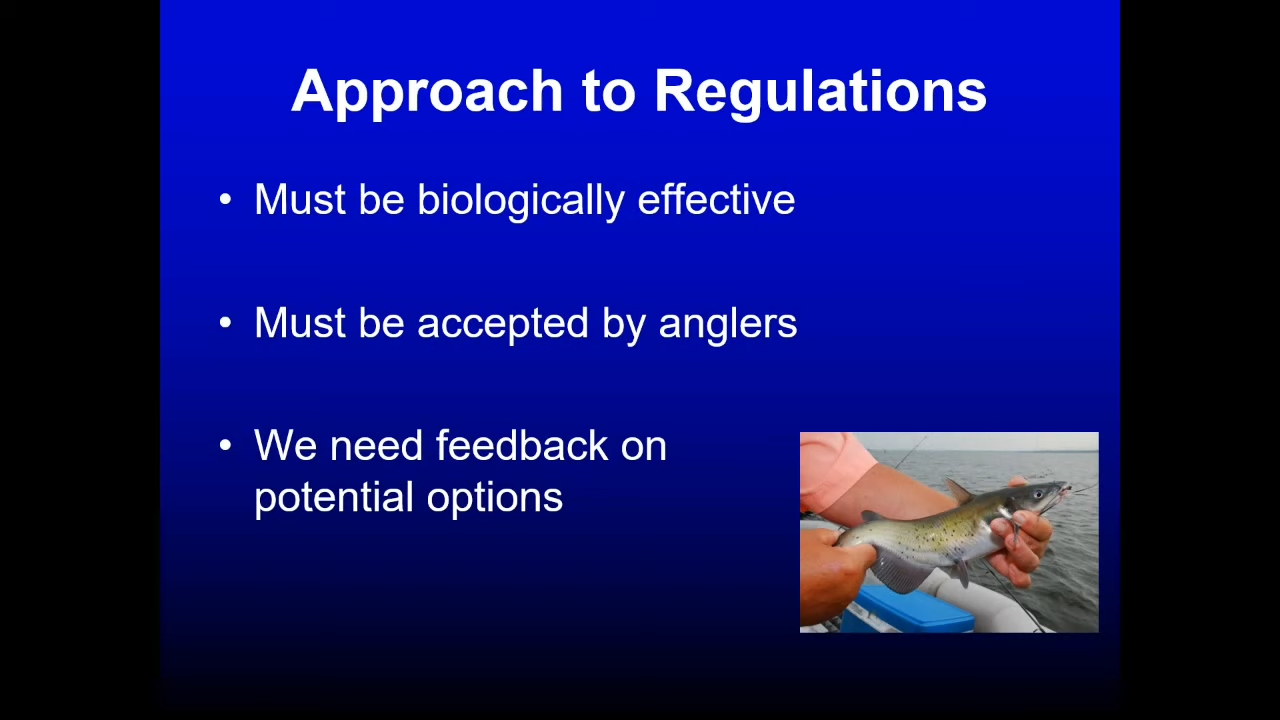 Approach to Regulations
• Must be biologically effective
• Must be accepted by anglers
• We need feedback on
potential options